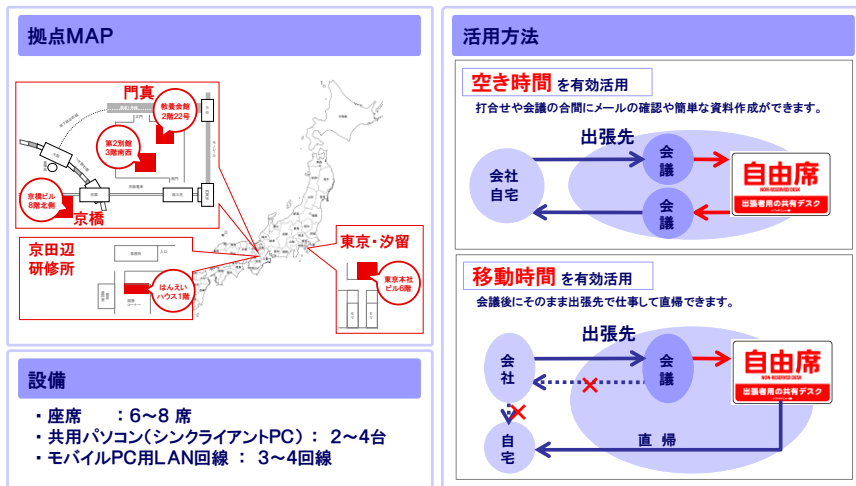 拠点MAP
門真
教養会館
2階22号
第2別館
3階南西
京橋ビル
8階北側
京橋
京田辺
研修所
はんえい
ハウス1階
東京・汐留
東京本社
ビル6階
設備
・座席 :6~8 席
・共用パソコン(シンクライアントPC) : 2~4台
・モバイルPC用LAN回線 : 3~4回線
活用方法
空き時間 を有効活用
打合せや会議の合間にメールの確認や簡単な資料作成ができます。
出張先
会社
自宅
会議
会議
自由席
NON-RESERVED DESK
出張者用の共有デスク
移動時間 を有効活用
会議後にそのまま出張先で仕事して直帰できます。
出張先
会社
会議
自由席
NON-RESERVED DESK
出張者用の共有デスク
自宅
直 帰